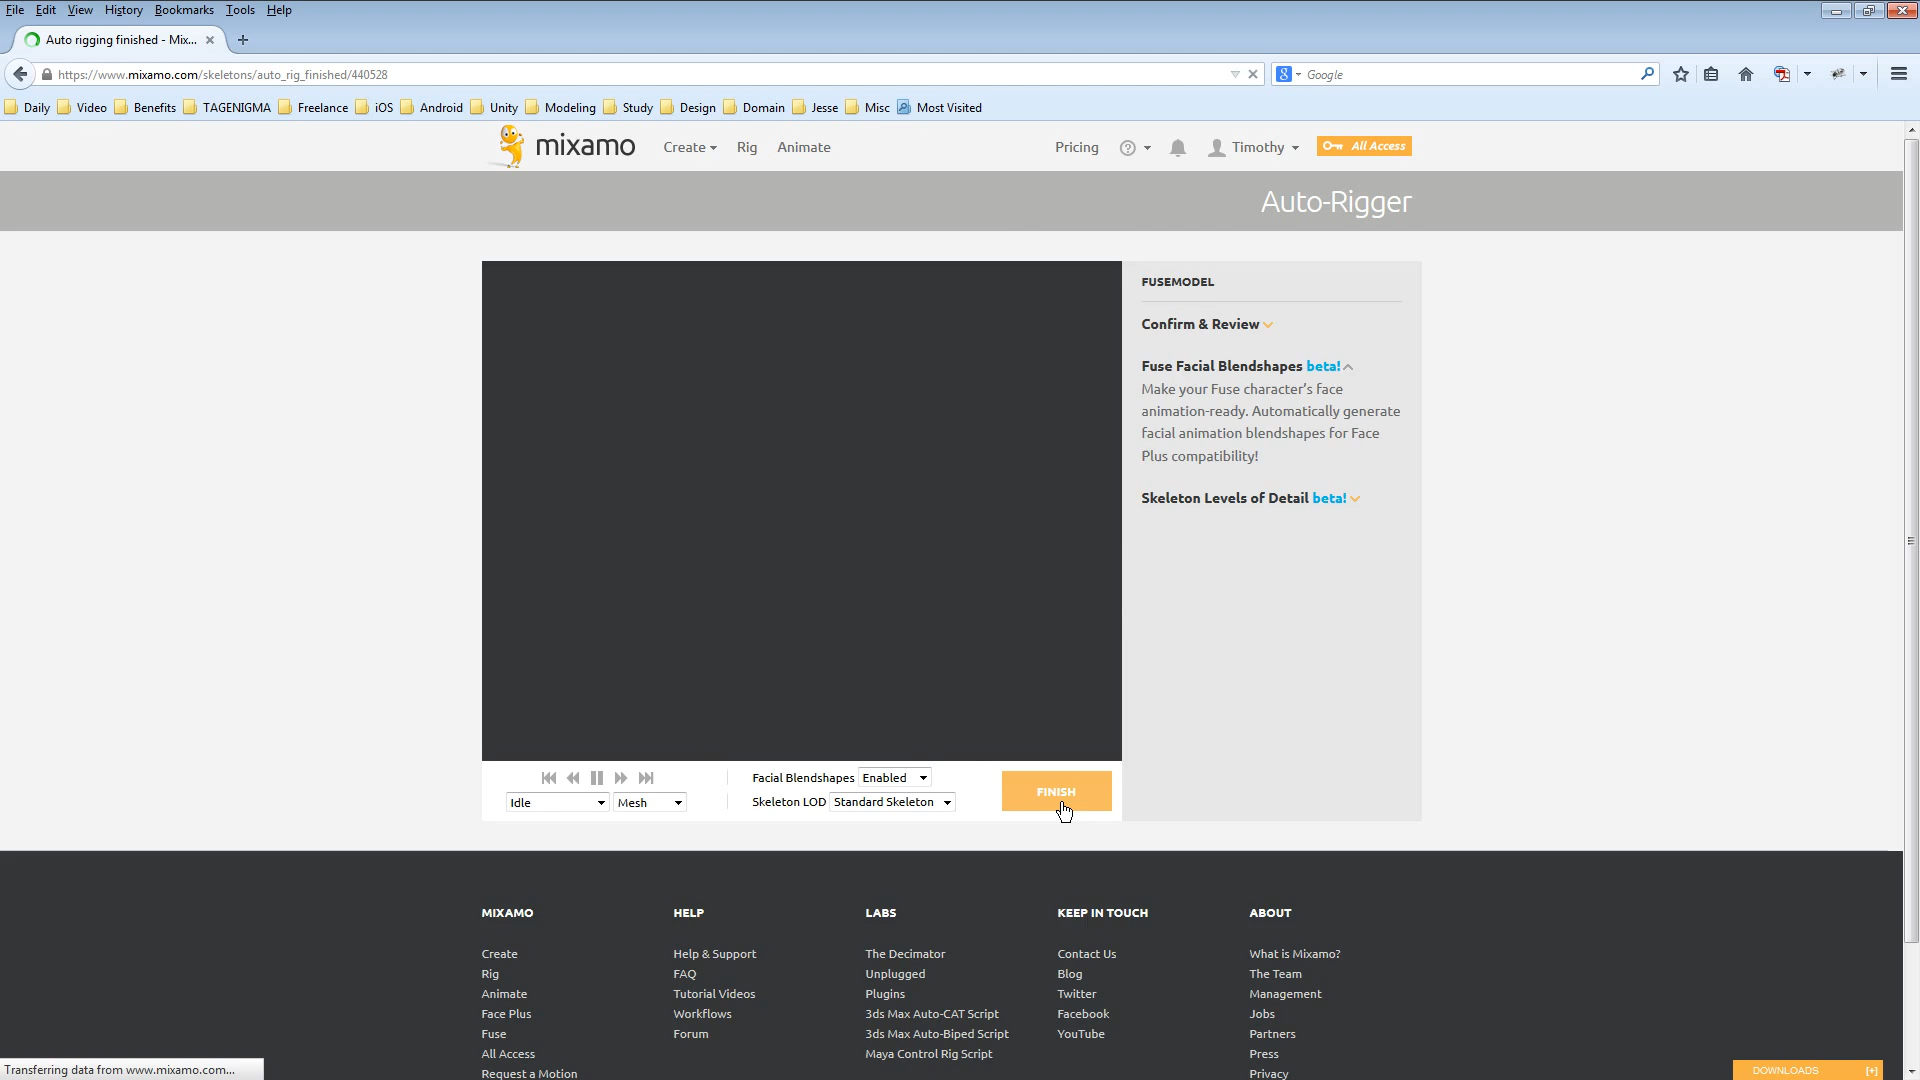 File Edit View History Bookmarks Tools Help
Auto rigging finished - Mix...
https://www.mixamo.com/skeletons/auto_rig_finished/440528
Google
Daily Video Benefits TAGENIGMA Freelance iOS Android Unity Modeling Study Design Domain Jesse Misc Most Visited
mixamo Create Rig Animate Pricing Timothy All Access
Auto-Rigger
FUSEMODEL
Confirm & Review
Fuse Facial Blendshapes beta!
Make your Fuse character's face
animation-ready. Automatically generate
facial animation blendshapes for Face
Plus compatibility!
Skeleton Levels of Detail beta!
Facial Blendshapes Enabled
Idle Mesh Skeleton LOD Standard Skeleton
FINISH
MIXAMO
Create
Rig
Animate
Face Plus
Fuse
All Access
Request a Motion
HELP
Help & Support
FAQ
Tutorial Videos
Workflows
Forum
LABS
The Decimator
Unplugged
Plugins
3ds Max Auto-CAT Script
3ds Max Auto-Biped Script
Maya Control Rig Script
KEEP IN TOUCH
Contact Us
Blog
Twitter
Facebook
YouTube
ABOUT
What is Mixamo?
The Team
Management
Jobs
Partners
Press
Privacy
Transferring data from www.mixamo.com...
DOWNLOADS [+]